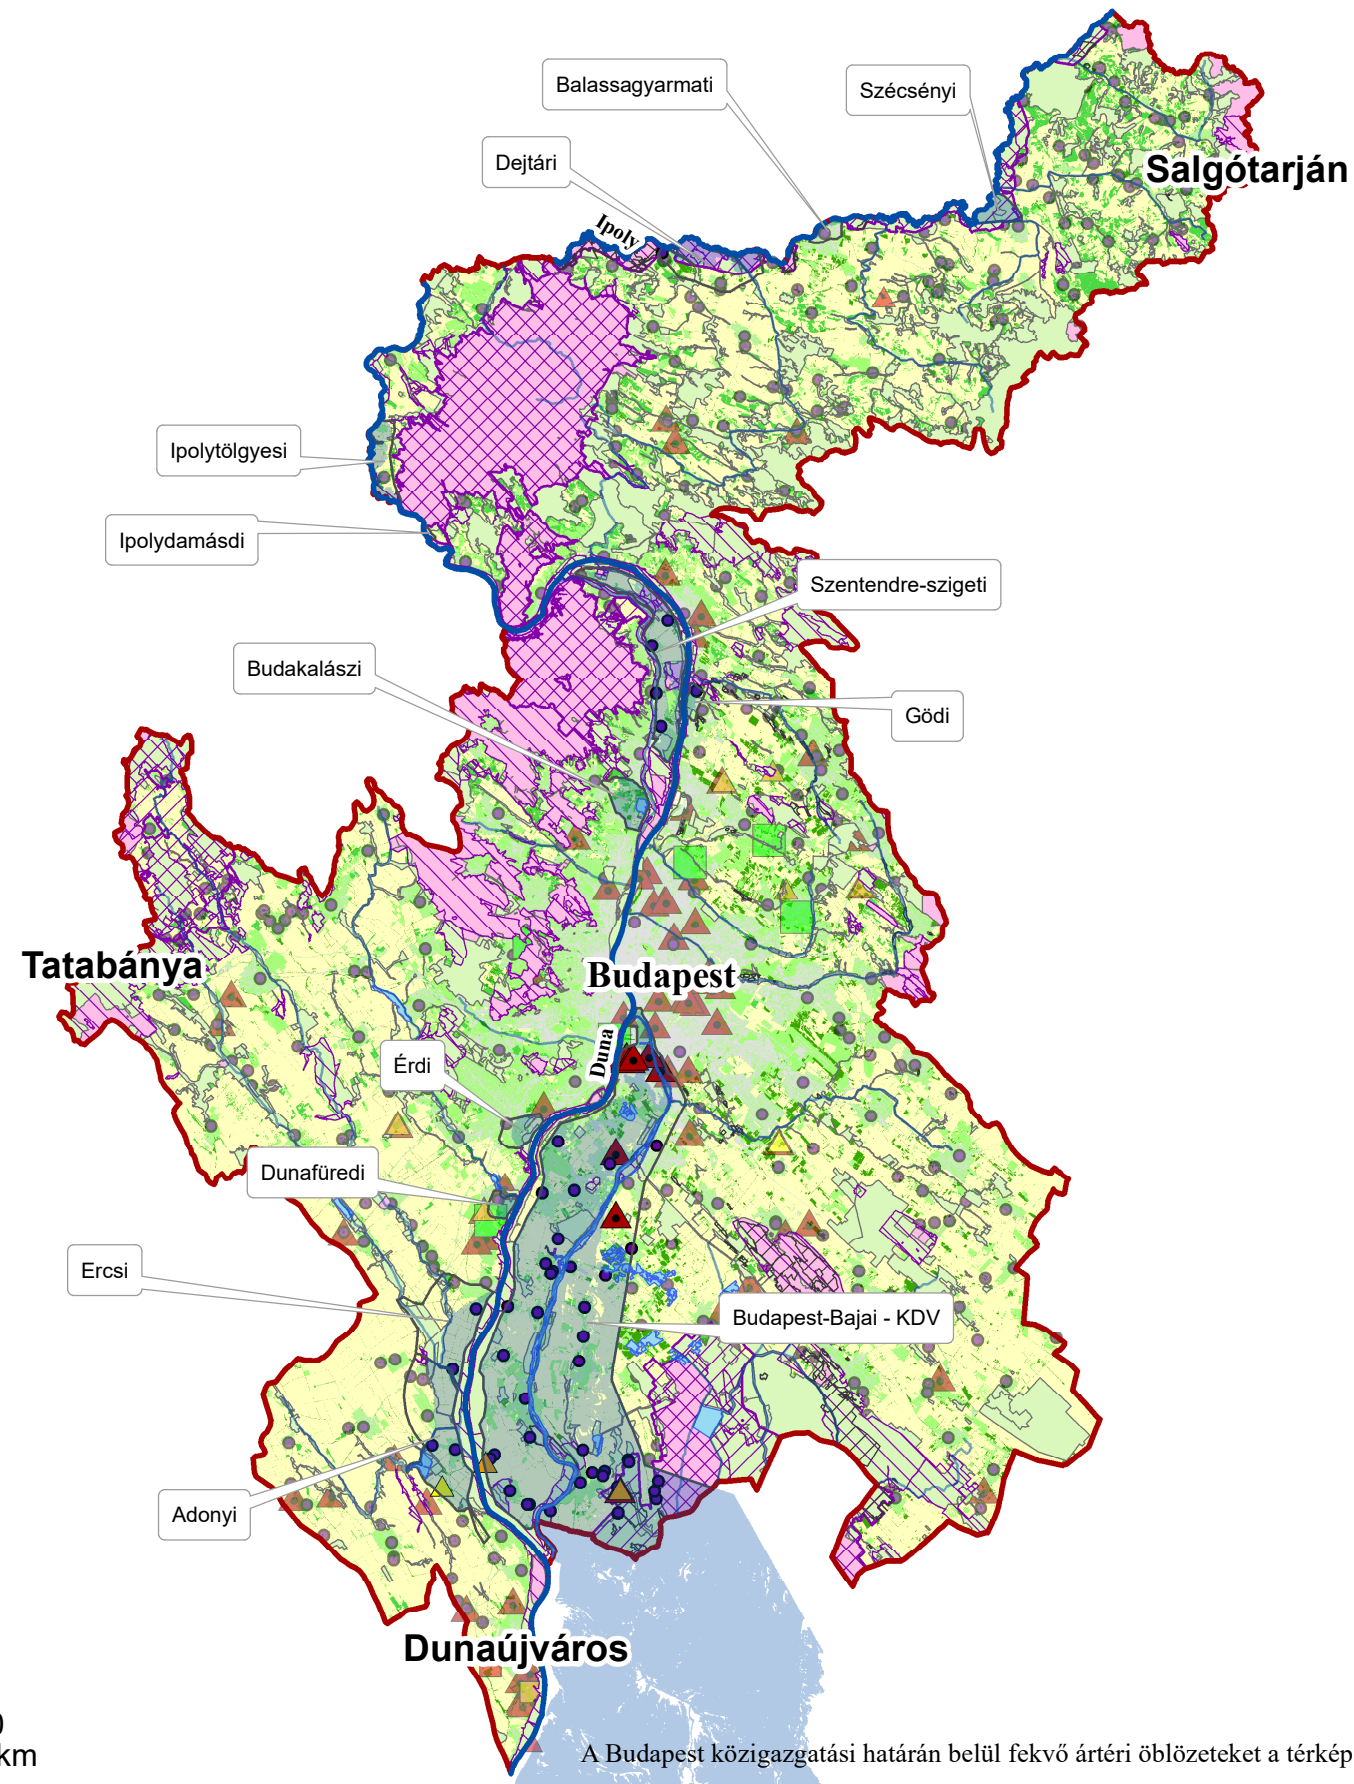 Balassagyarmati
Szécsényi
Dejtári
Salgótarján
Ipoly
Ipolytölgyesi
Ipolydamásdi
Szentendre-szigeti
Budakalászi
Gödi
Tatabánya
Budapest
Duna
Érdi
Dunafüredi
Ercsi
Budapest-Bajai - KDV
Adonyi
Dunaújváros
km
A Budapest közigazgatási határán belül fekvő ártéri öblözeteket a térkép